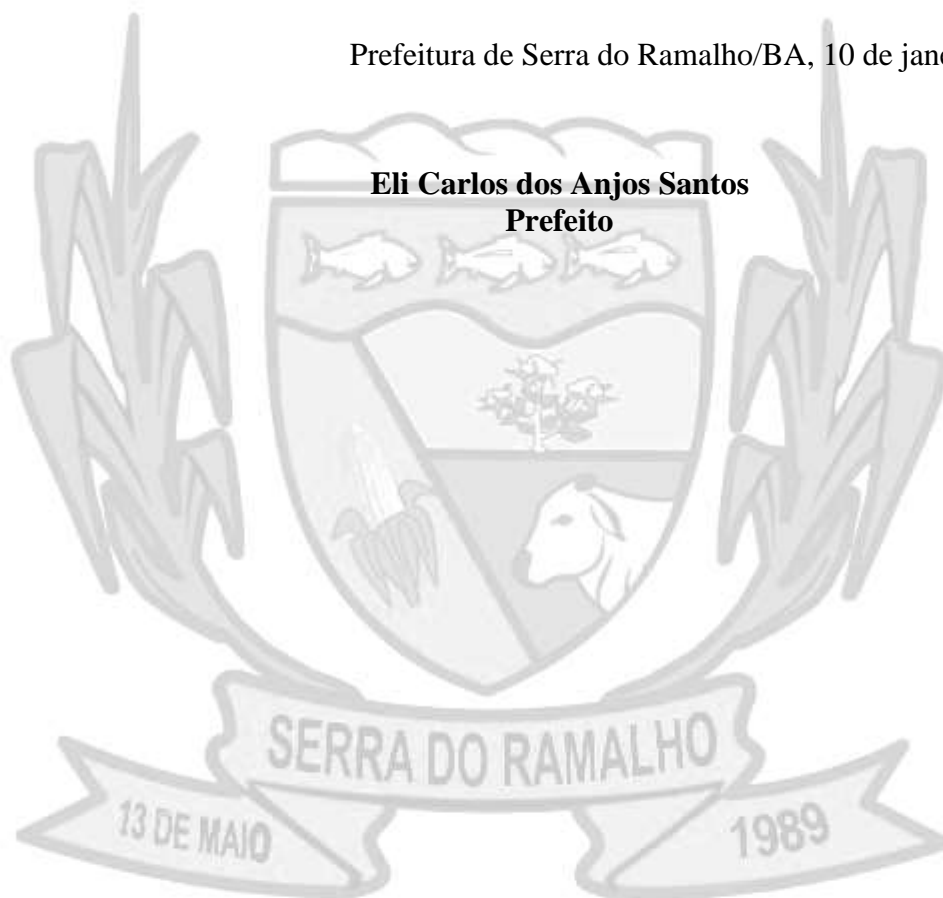 Prefeitura de Serra do Ramalho/BA, 10 de jan
Eli Carlos dos Anjos Santos
Prefeito
SERRA DO RAMALHO
13 DE MAIO
1989